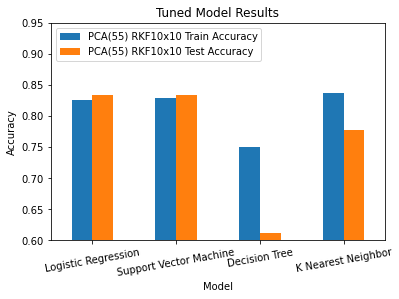 Tuned Model Results
0.95
0.90
0.85
0.80
0.75
0.70
0.65
0.60
Accuracy
PCA(55) RKF10x10 Train Accuracy
PCA(55) RKF10x10 Test Accuracy
Logistic Regression
Support Vector Machine
Decision Tree
K Nearest Neighbor
Model